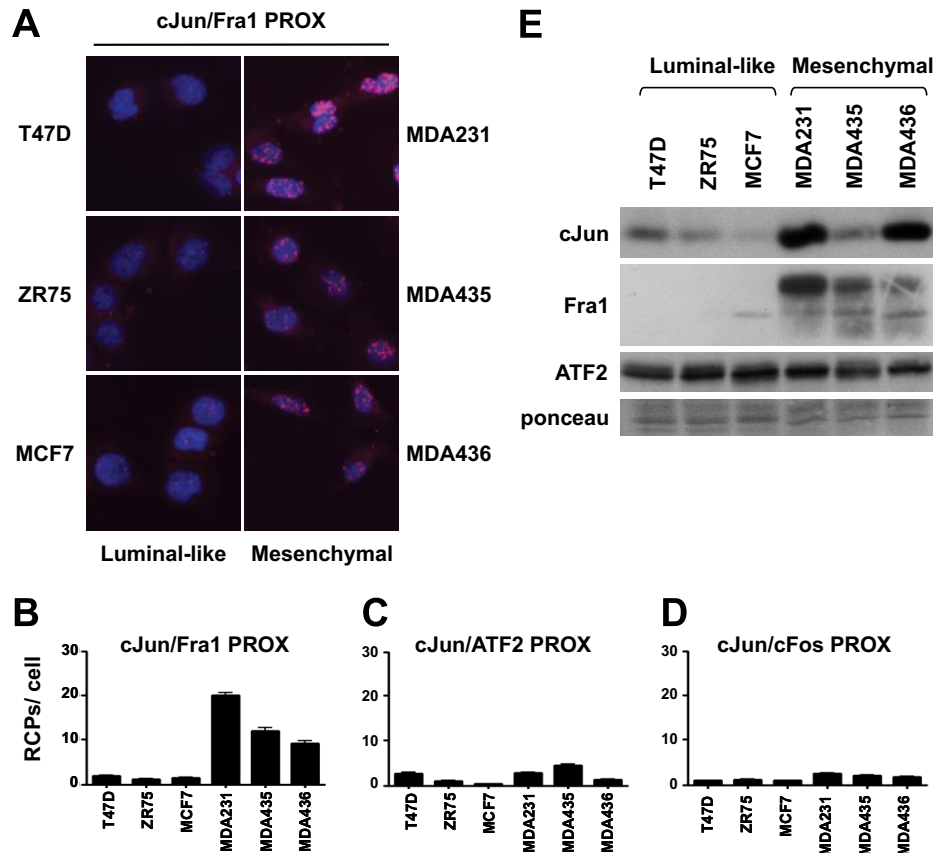 A
cJun/Fra1 PROX
T47D
MDA231
ZR75
MDA435
MCF7
MDA436
Luminal-like
Mesenchymal
B
cJun/Fra1 PROX
RCPs/ cell
30
20
10
0
T47D
ZR75
MCF7
MDA231
MDA435
MDA436
C
cJun/ATF2 PROX
30
20
10
0
T47D
ZR75
MCF7
MDA231
MDA435
MDA436
D
cJun/cFos PROX
30
20
10
0
T47D
ZR75
MCF7
MDA231
MDA435
MDA436
E
Luminal-like
Mesenchymal
T47D
ZR75
MCF7
MDA231
MDA435
MDA436
cJun
Fra1
ATF2
ponceau